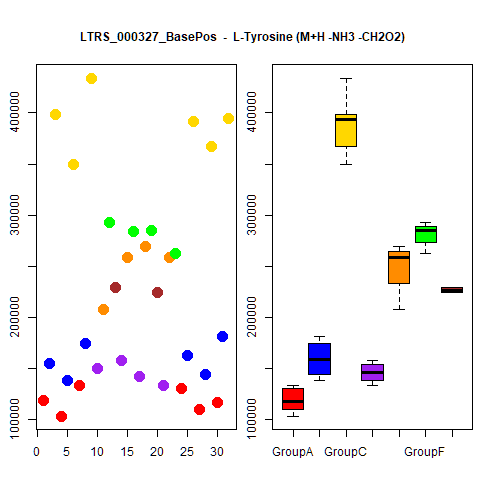 LTRS_000327_BasePos - L-Tyrosine (M+H -NH3 -CH2O2)
400000
300000
200000
100000
0 5 10 15 20 25 30
400000
300000
200000
100000
GroupA GroupC GroupF